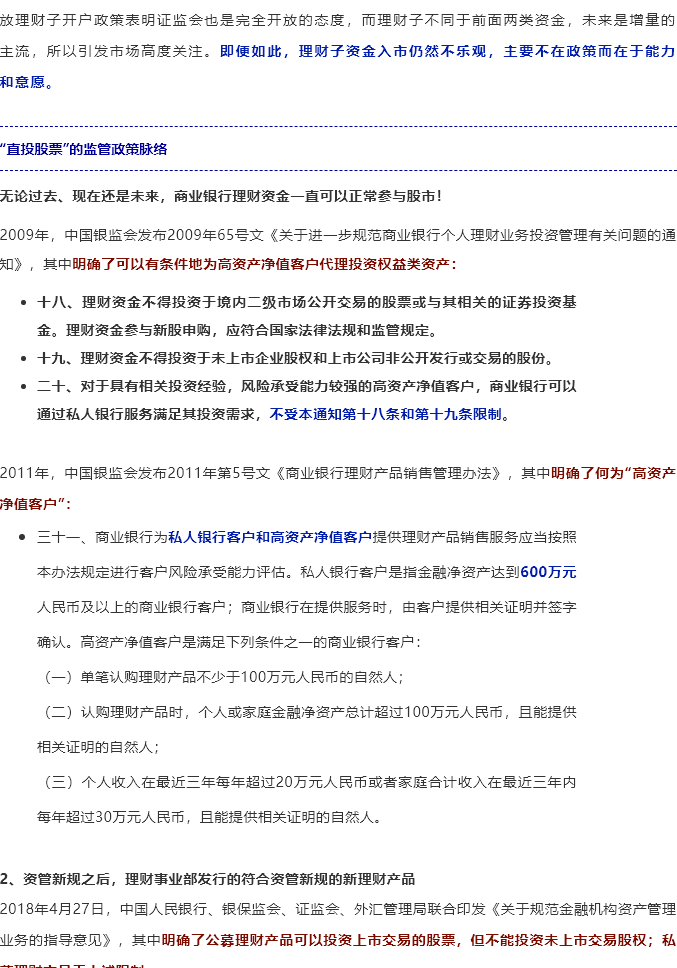 放理财子开户政策表明证监会也是完全开放的态度，而理财子不同于前面两类资金，未来是增量的
主流，所以引发市场高度关注。即便如此，理财子资金入市仍然不乐观，主要不在政策而在于能力
和意愿。
“直投股票”的监管政策脉络
无论过去、现在还是未来，商业银行理财资金一直可以正常参与股市！
2009年，中国银监会发布2009年65号文《关于进一步规范商业银行个人理财业务投资管理有关问题的通
知》，其中明确了可以有条件地为高资产净值客户代理投资权益类资产：
• 十八、理财资金不得投资于境内二级市场公开交易的股票或与其相关的证券投资基
金。理财资金参与新股申购，应符合国家法律法规和监管规定。
• 十九、理财资金不得投资于未上市企业股权和上市公司非公开发行或交易的股份。
• 二十、对于具有相关投资经验，风险承受能力较强的高资产净值客户，商业银行可以
通过私人银行服务满足其投资需求，不受本通知第十八条和第十九条限制。
2011年，中国银监会发布2011年第5号文《商业银行理财产品销售管理办法》，其中明确了何为“高资产
净值客户”：
• 三十一、商业银行为私人银行客户和高资产净值客户提供理财产品销售服务应当按照
本办法规定进行客户风险承受能力评估。私人银行客户是指金融净资产达到600万元
人民币及以上的商业银行客户；商业银行在提供服务时，由客户提供相关证明并签字
确认。高资产净值客户是满足下列条件之一的商业银行客户：
（一）单笔认购理财产品不少于100万元人民币的自然人；
（二）认购理财产品时，个人或家庭金融净资产总计超过100万元人民币，且能提供
相关证明的自然人；
（三）个人收入在最近三年每年超过20万元人民币或者家庭合计收入在最近三年内
每年超过30万元人民币，且能提供相关证明的自然人。
2、资管新规之后，理财事业部发行的符合资管新规的新理财产品
2018年4月27日，中国人民银行、银保监会、证监会、外汇管理局联合印发《关于规范金融机构资产管理
业务的指导意见》，其中明确了公募理财产品可以投资上市交易的股票，但不能投资未上市交易股权；私